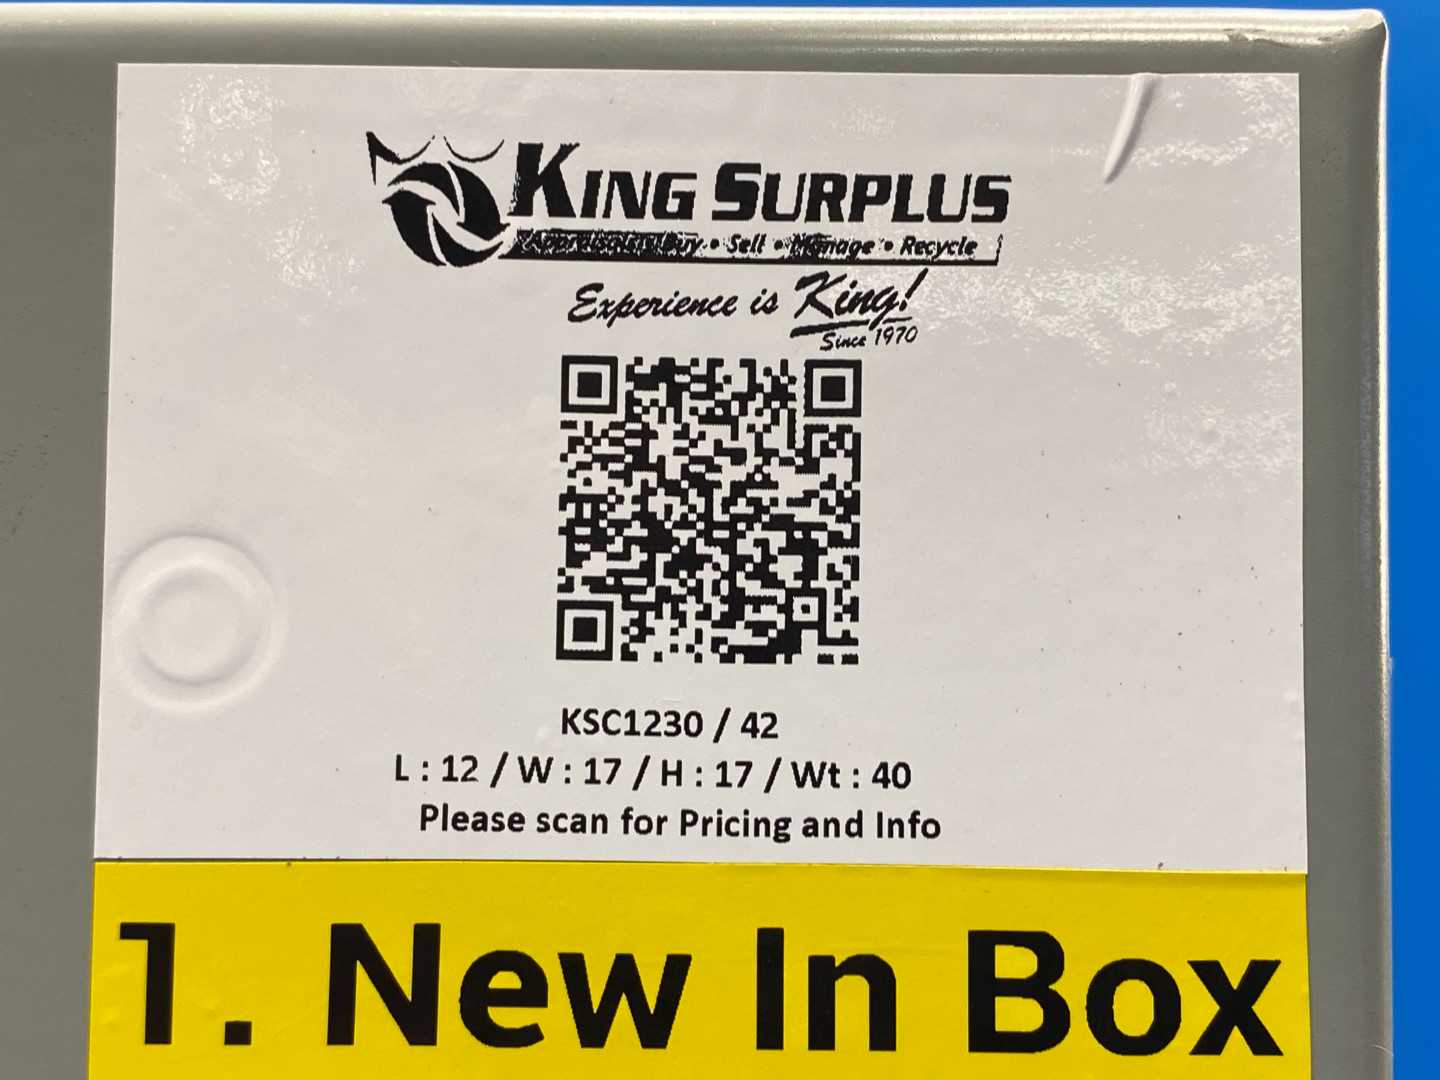 KING SURPLUS
Appraisals • Buy • Sell • Manage • Recycle
Experience is King!
Since 1970
KSC1230 / 42
L : 12 / W : 17 / H : 17 / Wt : 40
Please scan for Pricing and Info
1. New In Box